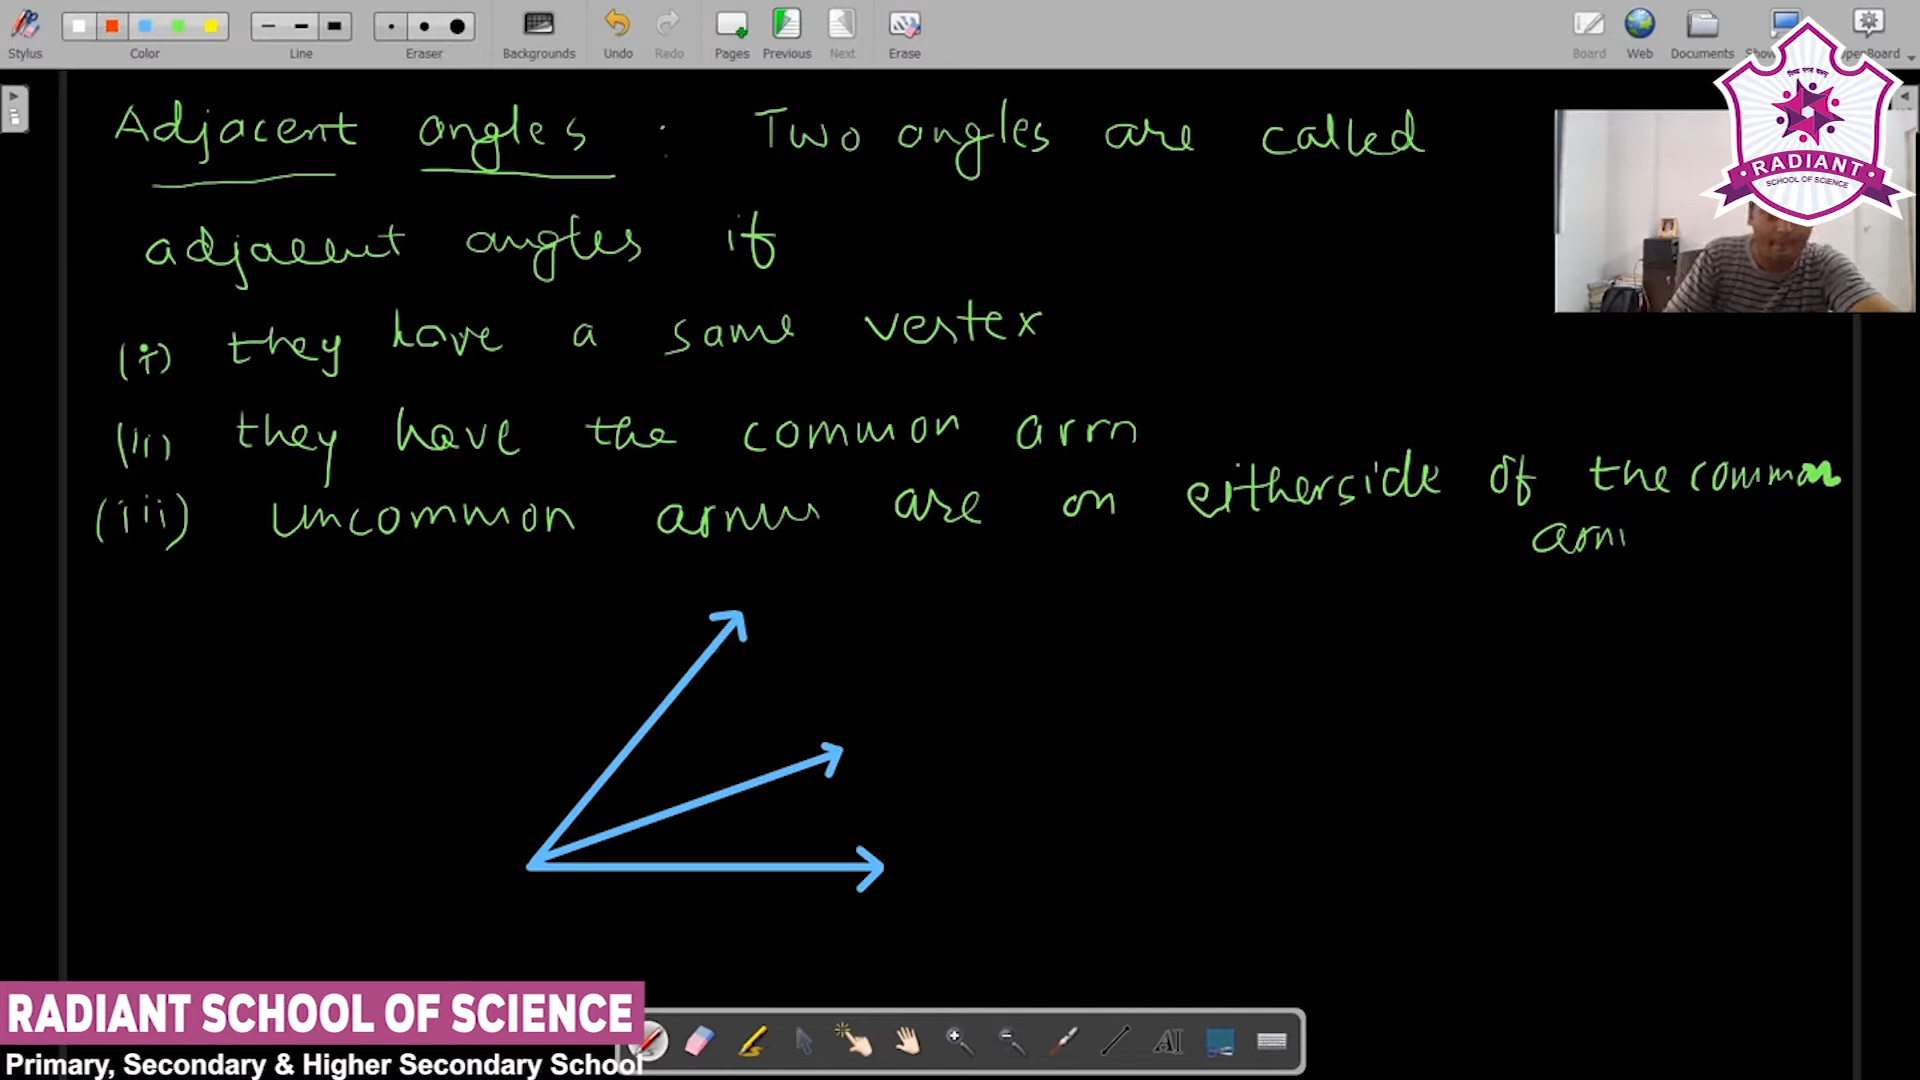 Stylus Color Line Eraser Backgrounds Undo Redo Pages Previous Next Erase Board Web Documents
RADIANT
SCHOOL OF SCIENCE
Adjacent angles : Two angles are called
adjacent angles if
(i) they have a same vertex
(ii) they have the common arm
(iii) uncommon arms are on eitherside of the common
arm
RADIANT SCHOOL OF SCIENCE
Primary, Secondary & Higher Secondary School